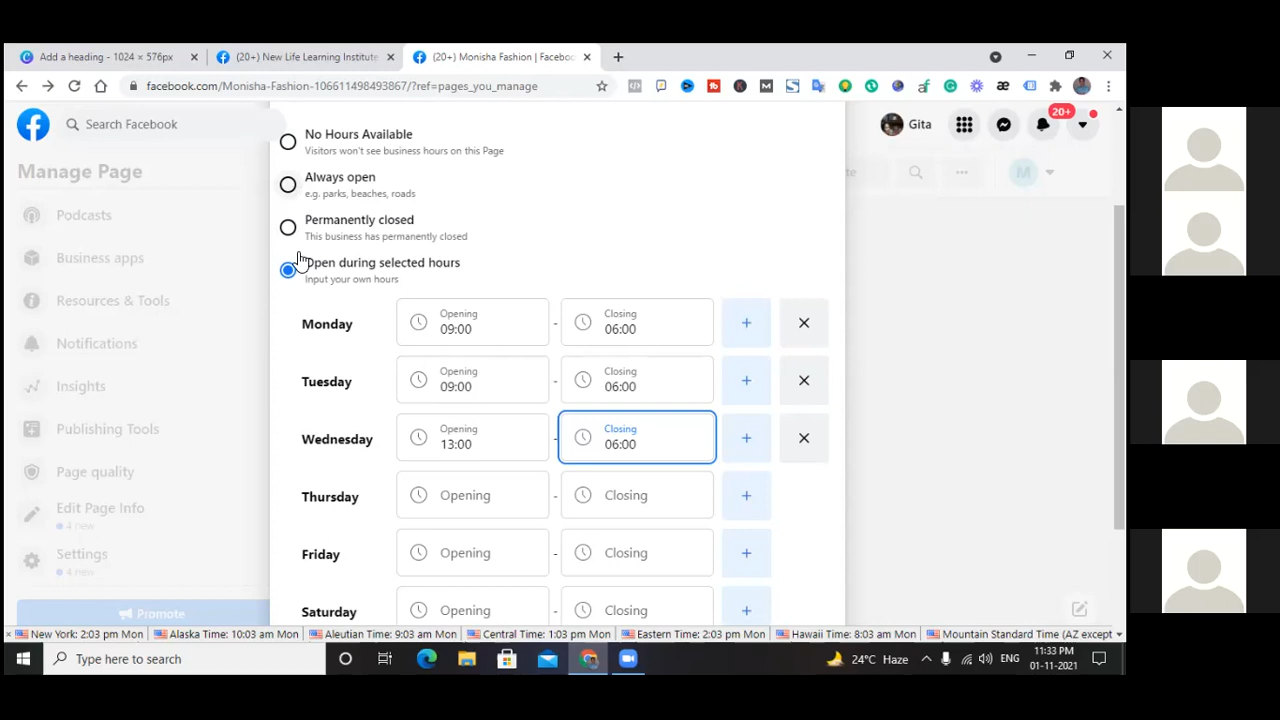 Add a heading - 1024 × 576px
(20+) New Life Learning Institute
(20+) Monisha Fashion | Faceboo
facebook.com/Monisha-Fashion-106611498493867/?ref=pages_you_manage
Search Facebook
Gita
20+
Manage Page
Podcasts
Business apps
Resources & Tools
Notifications
Insights
Publishing Tools
Page quality
Edit Page Info
4 new
Settings
4 new
Promote
No Hours Available
Visitors won't see business hours on this Page
Always open
e.g. parks, beaches, roads
Permanently closed
This business has permanently closed
Open during selected hours
Input your own hours
Monday Opening 09:00 - Closing 06:00
Tuesday Opening 09:00 - Closing 06:00
Wednesday Opening 13:00 - Closing 06:00
Thursday Opening - Closing
Friday Opening - Closing
Saturday Opening Closing
M
New York: 2:03 pm Mon Alaska Time: 10:03 am Mon Aleutian Time: 9:03 am Mon Central Time: 1:03 pm Mon Eastern Time: 2:03 pm Mon Hawaii Time: 8:03 am Mon Mountain Standard Time (AZ except
Type here to search
24°C Haze
ENG
11:33 PM
01-11-2021